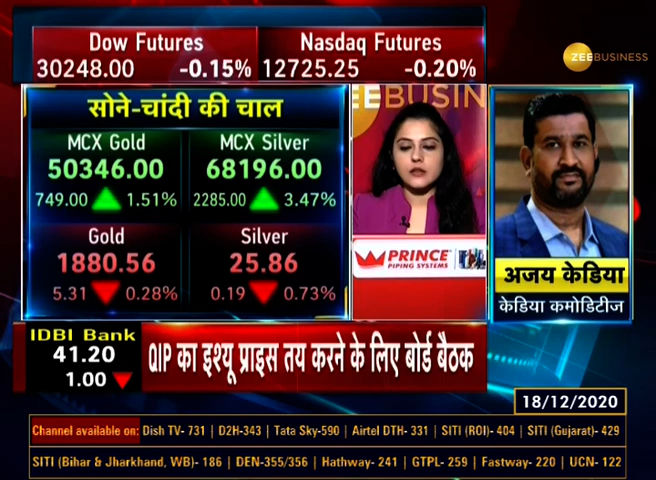 Dow Futures
30248.00 -0.15%
Nasdaq Futures
12725.25 -0.20%
ZEEBUSINESS
सोने-चांदी की चाल
MCX Gold
50346.00
749.00 1.51%
MCX Silver
68196.00
2285.00 3.47%
Gold
1880.56
5.31 0.28%
Silver
25.86
0.19 0.73%
EEBUSIN
PRINCE
PIPING SYSTEMS
अजय केडिया
केडिया कमोडिटीज
IDBI Bank
41.20
1.00
QIP का इश्यू प्राइस तय करने के लिए बोर्ड बैठक
18/12/2020
Channel available on: Dish TV- 731 | D2H-343 | Tata Sky-590 | Airtel DTH- 331 | SITI (ROI)- 404 | SITI (Gujarat)- 429
SITI (Bihar & Jharkhand, WB)- 186 | DEN-355/356 | Hathway- 241 | GTPL- 259 | Fastway- 220 | UCN- 122